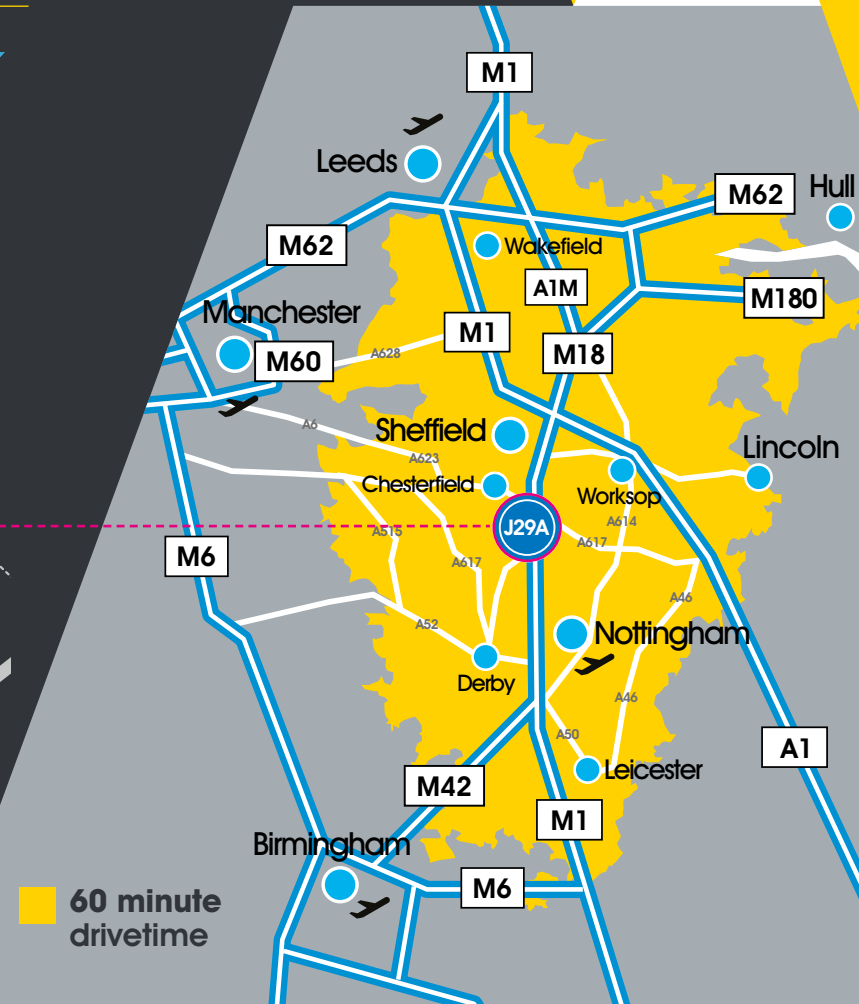 M1
Leeds
M62
Hull
M62
Wakefield
A1M
M180
Manchester
M1
A628
M18
M60
A6
Sheffield
A623
Lincoln
Chesterfield
Worksop
J29A
A614
A515
A617
M6
A617
A46
A52
Nottingham
Derby
A46
A50
A1
Leicester
M42
M1
Birmingham
M6
60 minute
drivetime